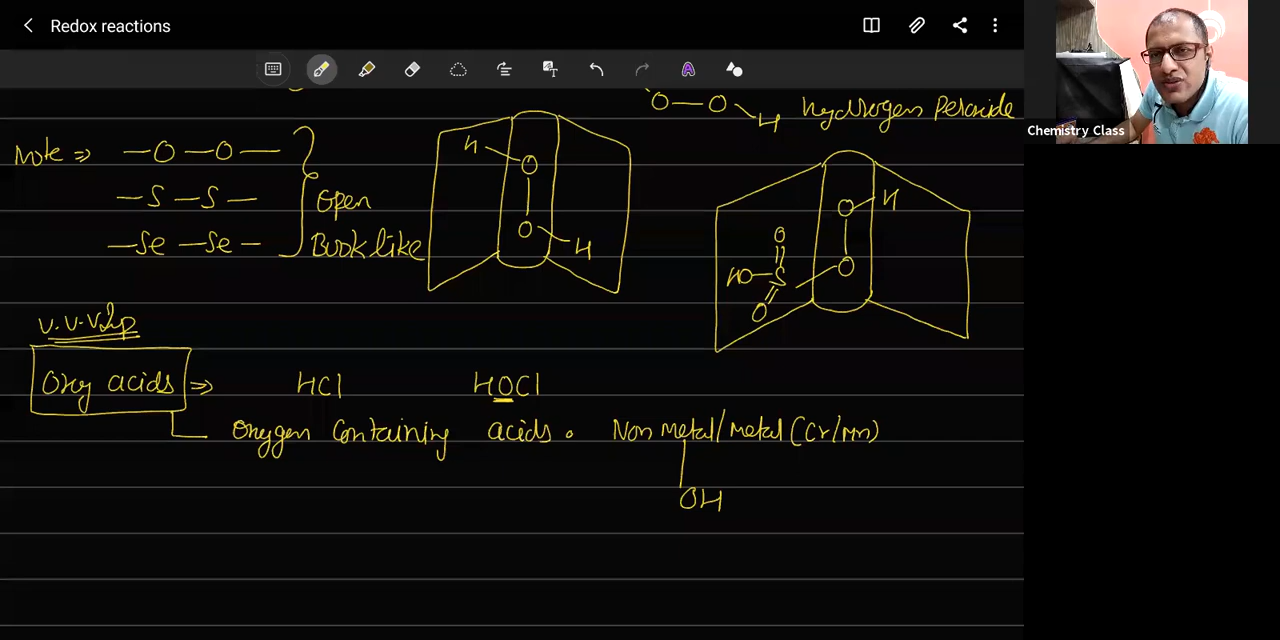 Redox reactions
O—O
H hydrogen Peroxide
Chemistry Class
Note ⇒ —O—O—
—S—S— Open
—Se—Se— Book like
H
O
O
H
O H
O
HO—S O
O
V.V.V Imp
Oxy acids ⇒ HCl HOCl
Oxygen Containing acids. Non metal/metal (Cr/Mn)
OH